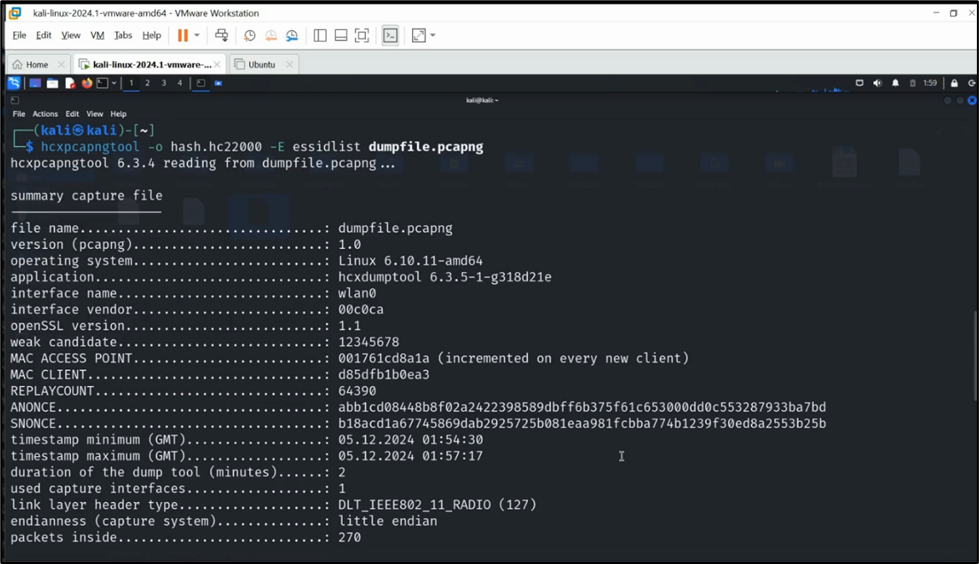 kali-linux-2024.1-vmware-amd64 - VMware Workstation
File Edit View VM Tabs Help
Home kali-linux-2024.1-vmware-... Ubuntu
1 2 3 4 1:59
kali@kali: ~
File Actions Edit View Help
(kali㉿kali)-[~]
$ hcxpcapngtool -o hash.hc22000 -E essidlist dumpfile.pcapng
hcxpcapngtool 6.3.4 reading from dumpfile.pcapng...
summary capture file
file name................................: dumpfile.pcapng
version (pcapng).........................: 1.0
operating system.........................: Linux 6.10.11-amd64
application..............................: hcxdumptool 6.3.5-1-g318d21e
interface name...........................: wlan0
interface vendor.........................: 00c0ca
openSSL version..........................: 1.1
weak candidate...........................: 12345678
MAC ACCESS POINT.........................: 001761cd8a1a (incremented on every new client)
MAC CLIENT...............................: d85dfb1b0ea3
REPLAYCOUNT..............................: 64390
ANONCE...................................: abb1cd08448b8f02a2422398589dbff6b375f61c653000dd0c553287933ba7bd
SNONCE...................................: b18acd1a67745869dab2925725b081eaa981fcbba774b1239f30ed8a2553b25b
timestamp minimum (GMT)..................: 05.12.2024 01:54:30
timestamp maximum (GMT)..................: 05.12.2024 01:57:17
duration of the dump tool (minutes)......: 2
used capture interfaces..................: 1
link layer header type...................: DLT_IEEE802_11_RADIO (127)
endianness (capture system)..............: little endian
packets inside...........................: 270